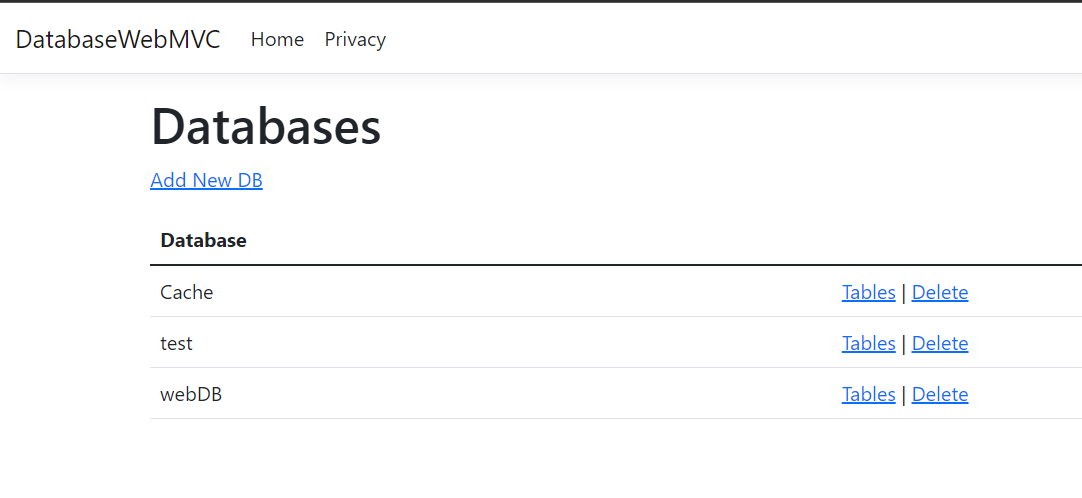 DatabaseWebMVC Home Privacy
Databases
Add New DB
Database
Cache Tables | Delete
test Tables | Delete
webDB Tables | Delete